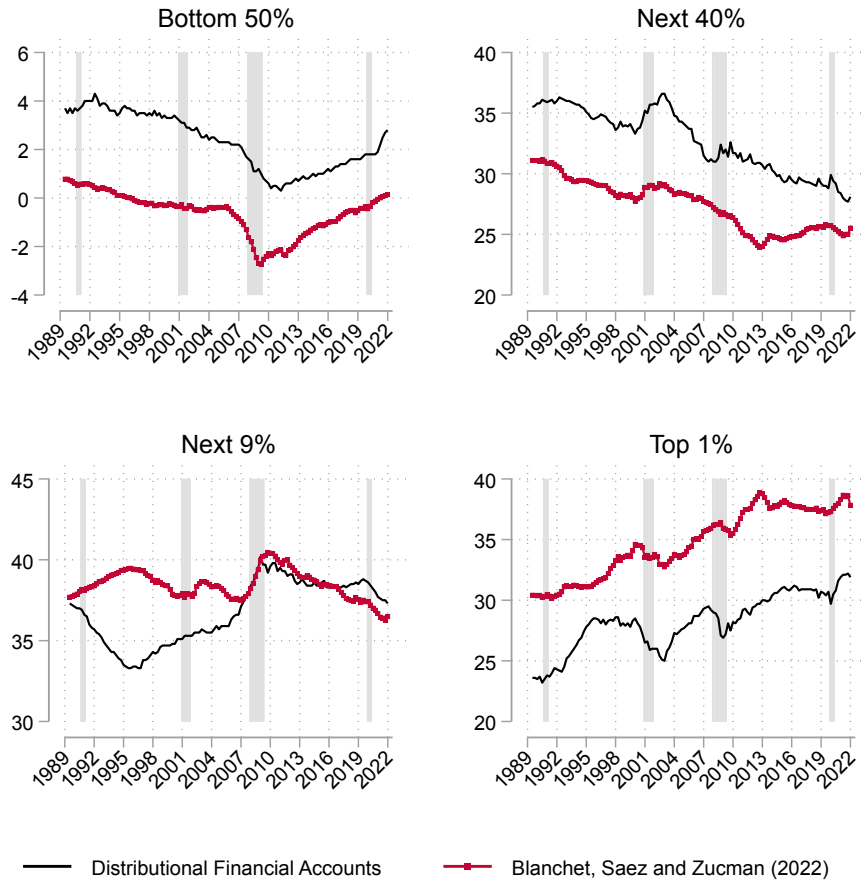 Bottom 50%
6
4
2
0
-2
-4
1989 1992 1995 1998 2001 2004 2007 2010 2013 2016 2019 2022
Next 40%
40
35
30
25
20
1989 1992 1995 1998 2001 2004 2007 2010 2013 2016 2019 2022
Next 9%
45
40
35
30
1989 1992 1995 1998 2001 2004 2007 2010 2013 2016 2019 2022
Top 1%
40
35
30
25
20
1989 1992 1995 1998 2001 2004 2007 2010 2013 2016 2019 2022
Distributional Financial Accounts
Blanchet, Saez and Zucman (2022)